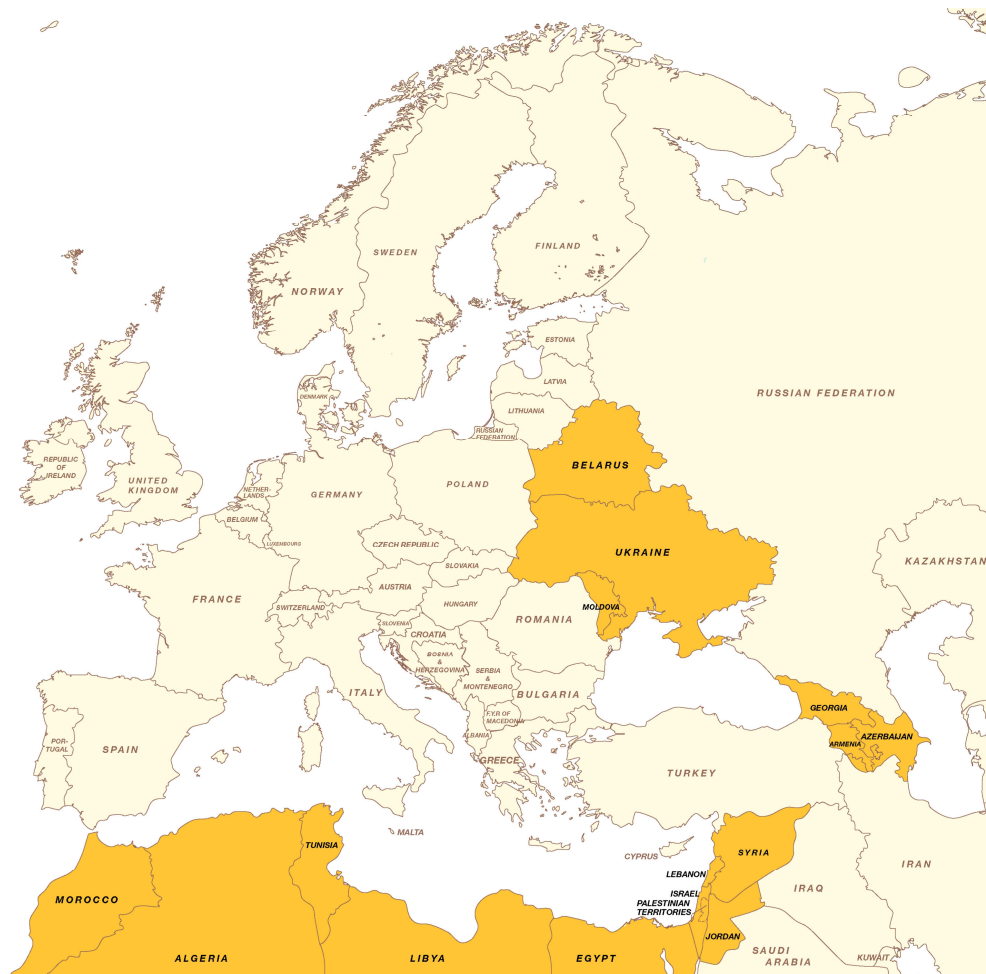 SWEDEN
FINLAND
NORWAY
ESTONIA
LATVIA
RUSSIAN FEDERATION
DENMARK
LITHUANIA
RUSSIAN
FEDERATION
REPUBLIC
OF
IRELAND
BELARUS
UNITED
KINGDOM
NETHER-
LANDS
GERMANY
POLAND
BELGIUM
LUXENBOURG
CZECH REPUBLIC
UKRAINE
KAZAKHSTAN
SLOVAKIA
AUSTRIA
FRANCE
SWITZERLAND
HUNGARY
MOLDOVA
ROMANIA
SLOVENIA
CROATIA
BOSNIA
&
HERZEGOVINA
SERBIA
&
MONTENEGRO
ITALY
BULGARIA
GEORGIA
F.Y.R OF
MACEDONIA
POR-
TUGAL
SPAIN
ALBANIA
AZERBAIJAN
ARMENIA
GREECE
TURKEY
MALTA
TUNISIA
CYPRUS
SYRIA
IRAN
LEBANON
IRAQ
ISRAEL
PALESTINIAN
TERRITORIES
MOROCCO
JORDAN
SAUDI
ARABIA
KUWAIT
ALGERIA
LIBYA
EGYPT